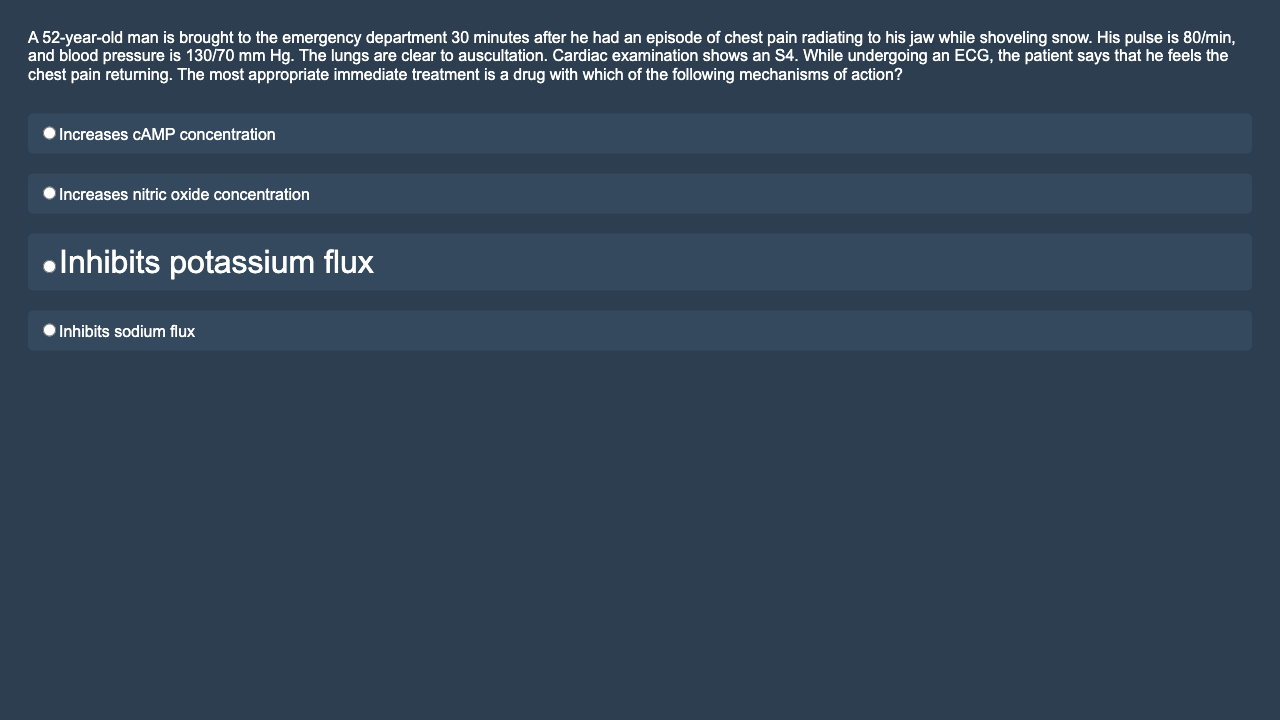 A 52-year-old man is brought to the emergency department 30 minutes after he had an episode of chest pain radiating to his jaw while shoveling snow. His pulse is 80/min,
and blood pressure is 130/70 mm Hg. The lungs are clear to auscultation. Cardiac examination shows an S4. While undergoing an ECG, the patient says that he feels the
chest pain returning. The most appropriate immediate treatment is a drug with which of the following mechanisms of action?
Increases cAMP concentration
Increases nitric oxide concentration
Inhibits potassium flux
Inhibits sodium flux